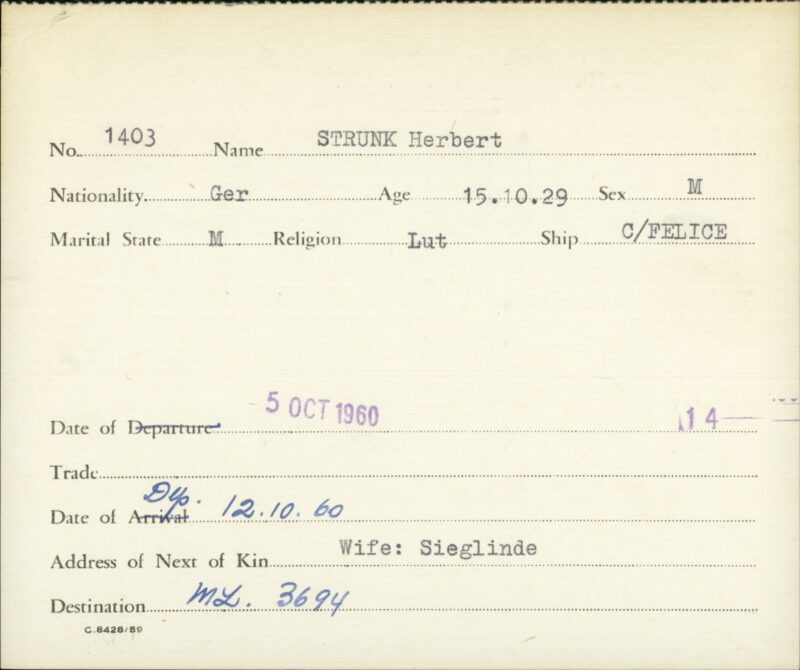 No. 1403 Name STRUNK Herbert
Nationality Ger Age 15.10.29 Sex M
Marital State M Religion Lut Ship C/FELICE
Date of Departure - 5 OCT 1960 14
Trade
Date of Arrival Dep. 12.10.60
Address of Next of Kin Wife: Sieglinde
Destination ML. 3694
C.8428/59